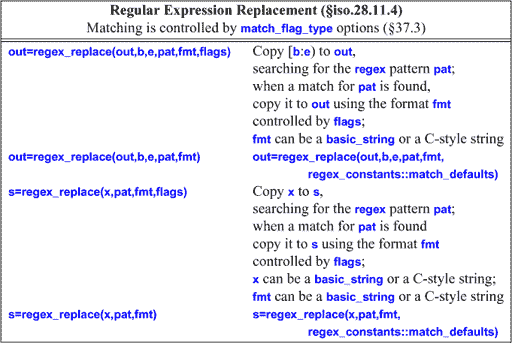 Regular Expression Replacement (§iso.28.11.4)
Matching is controlled by match_flag_type options (§37.3)
out=regex_replace(out,b,e,pat,fmt,flags) Copy [b:e) to out,
searching for the regex pattern pat;
when a match for pat is found,
copy it to out using the format fmt
controlled by flags;
fmt can be a basic_string or a C-style string
out=regex_replace(out,b,e,pat,fmt) out=regex_replace(out,b,e,pat,fmt,
regex_constants::match_defaults)
s=regex_replace(x,pat,fmt,flags) Copy x to s,
searching for the regex pattern pat;
when a match for pat is found
copy it to s using the format fmt
controlled by flags;
x can be a basic_string or a C-style string;
fmt can be a basic_string or a C-style string
s=regex_replace(x,pat,fmt) s=regex_replace(x,pat,fmt,
regex_constants::match_defaults)